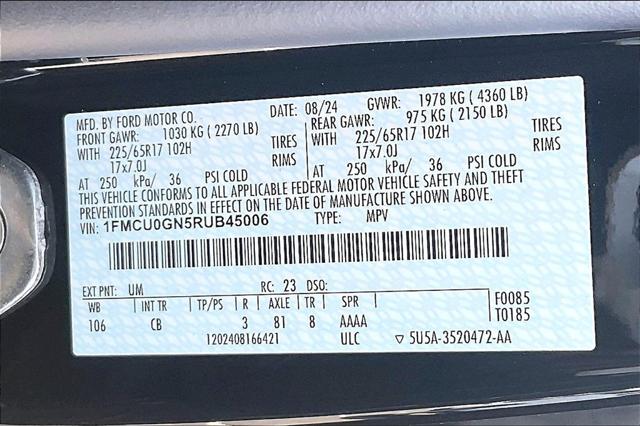 MFD. BY FORD MOTOR CO. DATE: 08/24 GVWR: 1978 KG ( 4360 LB)
FRONT GAWR: 1030 KG ( 2270 LB) REAR GAWR: 975 KG ( 2150 LB)
WITH 225/65R17 102H TIRES WITH 225/65R17 102H TIRES
17x7.0J RIMS 17x7.0J RIMS
AT 250 kPa/ 36 PSI COLD AT 250 kPa/ 36 PSI COLD
THIS VEHICLE CONFORMS TO ALL APPLICABLE FEDERAL MOTOR VEHICLE SAFETY AND THEFT
PREVENTION STANDARDS IN EFFECT ON THE DATE OF MANUFACTURE SHOWN ABOVE.
VIN: 1FMCU0GN5RUB45006 TYPE: MPV
EXT PNT: UM RC: 23 DSO:
WB INT TR TP/PS R AXLE TR SPR F0085
106 CB 3 81 8 AAAA T0185
1202408166421 ULC ▽ 5U5A-3520472-AA